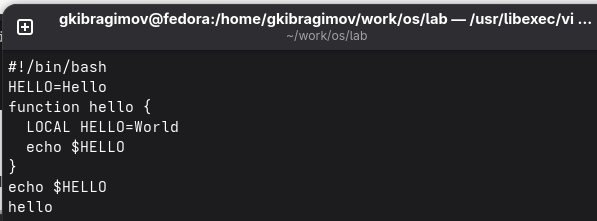 gkibragimov@fedora:/home/gkibragimov/work/os/lab — /usr/libexec/vi ...
~/work/os/lab
#!/bin/bash
HELLO=Hello
function hello {
  LOCAL HELLO=World
  echo $HELLO
}
echo $HELLO
hello